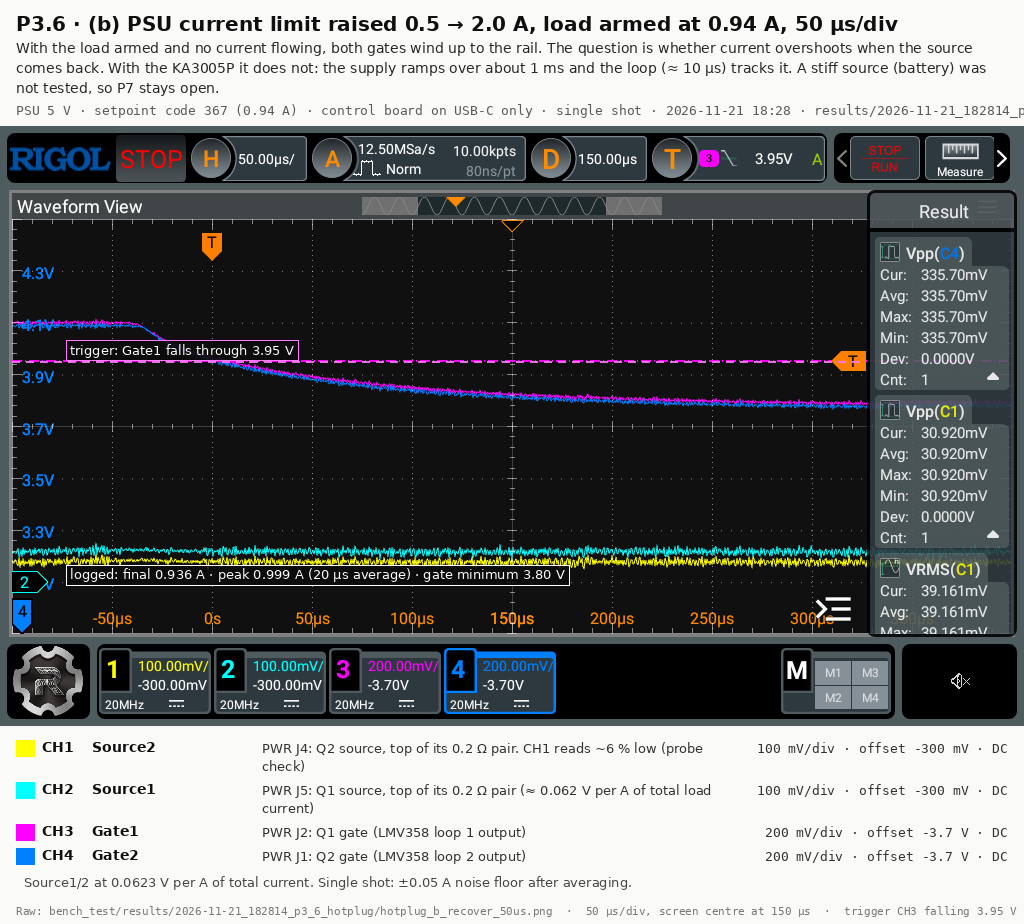 P3.6 · (b) PSU current limit raised 0.5 → 2.0 A, load armed at 0.94 A, 50 µs/div
With the load armed and no current flowing, both gates wind up to the rail. The question is whether current overshoots when the source
comes back. With the KA3005P it does not: the supply ramps over about 1 ms and the loop (≈ 10 µs) tracks it. A stiff source (battery) was
not tested, so P7 stays open.
PSU 5 V · setpoint code 367 (0.94 A) · control board on USB-C only · single shot · 2026-11-21 18:28 · results/2026-11-21_182814_p
RIGOL STOP H 50.00µs/ A 12.50MSa/s Norm 10.00kpts 80ns/pt D 150.00µs T 3 3.95V A STOP RUN Measure
Waveform View
Result
T
4.3V
4.1V
trigger: Gate1 falls through 3.95 V
T
3.9V
3.7V
3.5V
3.3V
logged: final 0.936 A · peak 0.999 A (20 µs average) · gate minimum 3.80 V
2
V
4
-50µs 0s 50µs 100µs 150µs 200µs 250µs 300µs
Vpp(C4)
Cur: 335.70mV
Avg: 335.70mV
Max: 335.70mV
Min: 335.70mV
Dev: 0.0000V
Cnt: 1
Vpp(C1)
Cur: 30.920mV
Avg: 30.920mV
Max: 30.920mV
Min: 30.920mV
Dev: 0.0000V
Cnt: 1
VRMS(C1)
Cur: 39.161mV
Avg: 39.161mV
Max: 39.161mV
R
1 100.00mV/ -300.00mV 20MHz
2 100.00mV/ -300.00mV 20MHz
3 200.00mV/ -3.70V 20MHz
4 200.00mV/ -3.70V 20MHz
M M1 M3 M2 M4
CH1 Source2 PWR J4: Q2 source, top of its 0.2 Ω pair. CH1 reads ~6 % low (probe 100 mV/div · offset -300 mV · DC
check)
CH2 Source1 PWR J5: Q1 source, top of its 0.2 Ω pair (≈ 0.062 V per A of total load 100 mV/div · offset -300 mV · DC
current)
CH3 Gate1 PWR J2: Q1 gate (LMV358 loop 1 output) 200 mV/div · offset -3.7 V · DC
CH4 Gate2 PWR J1: Q2 gate (LMV358 loop 2 output) 200 mV/div · offset -3.7 V · DC
Source1/2 at 0.0623 V per A of total current. Single shot: ±0.05 A noise floor after averaging.
Raw: bench_test/results/2026-11-21_182814_p3_6_hotplug/hotplug_b_recover_50us.png · 50 µs/div, screen centre at 150 µs · trigger CH3 falling 3.95 V